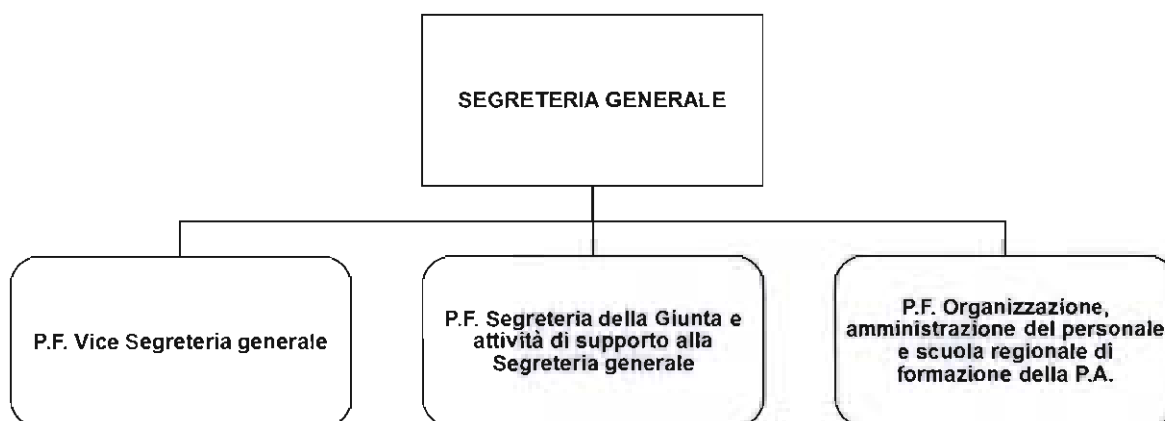 SEGRETERIA GENERALE
P.F. Vice Segreteria generale
P.F. Segreteria della Giunta e
attività di supporto alla
Segreteria generale
P.F. Organizzazione,
amministrazione del personale
e scuola regionale di
formazione della P.A.